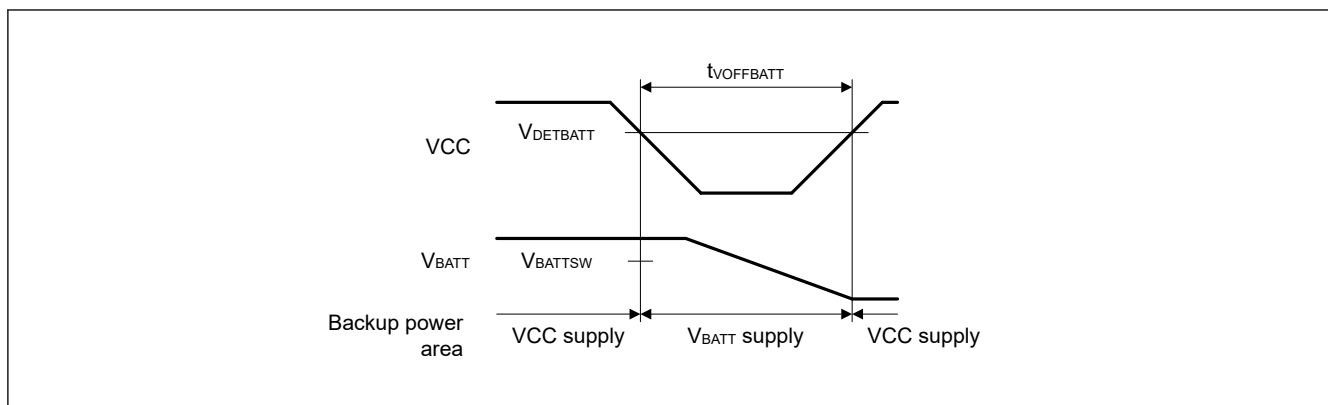 tVOFFBATT
VCC
VDETBATT
VBATT
VBATTSW
Backup power
area
VCC supply
VBATT supply
VCC supply